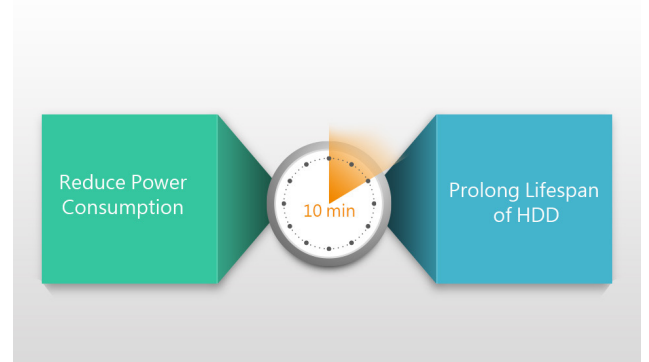 Reduce Power
Consumption
10 min
Prolong Lifespan
of HDD